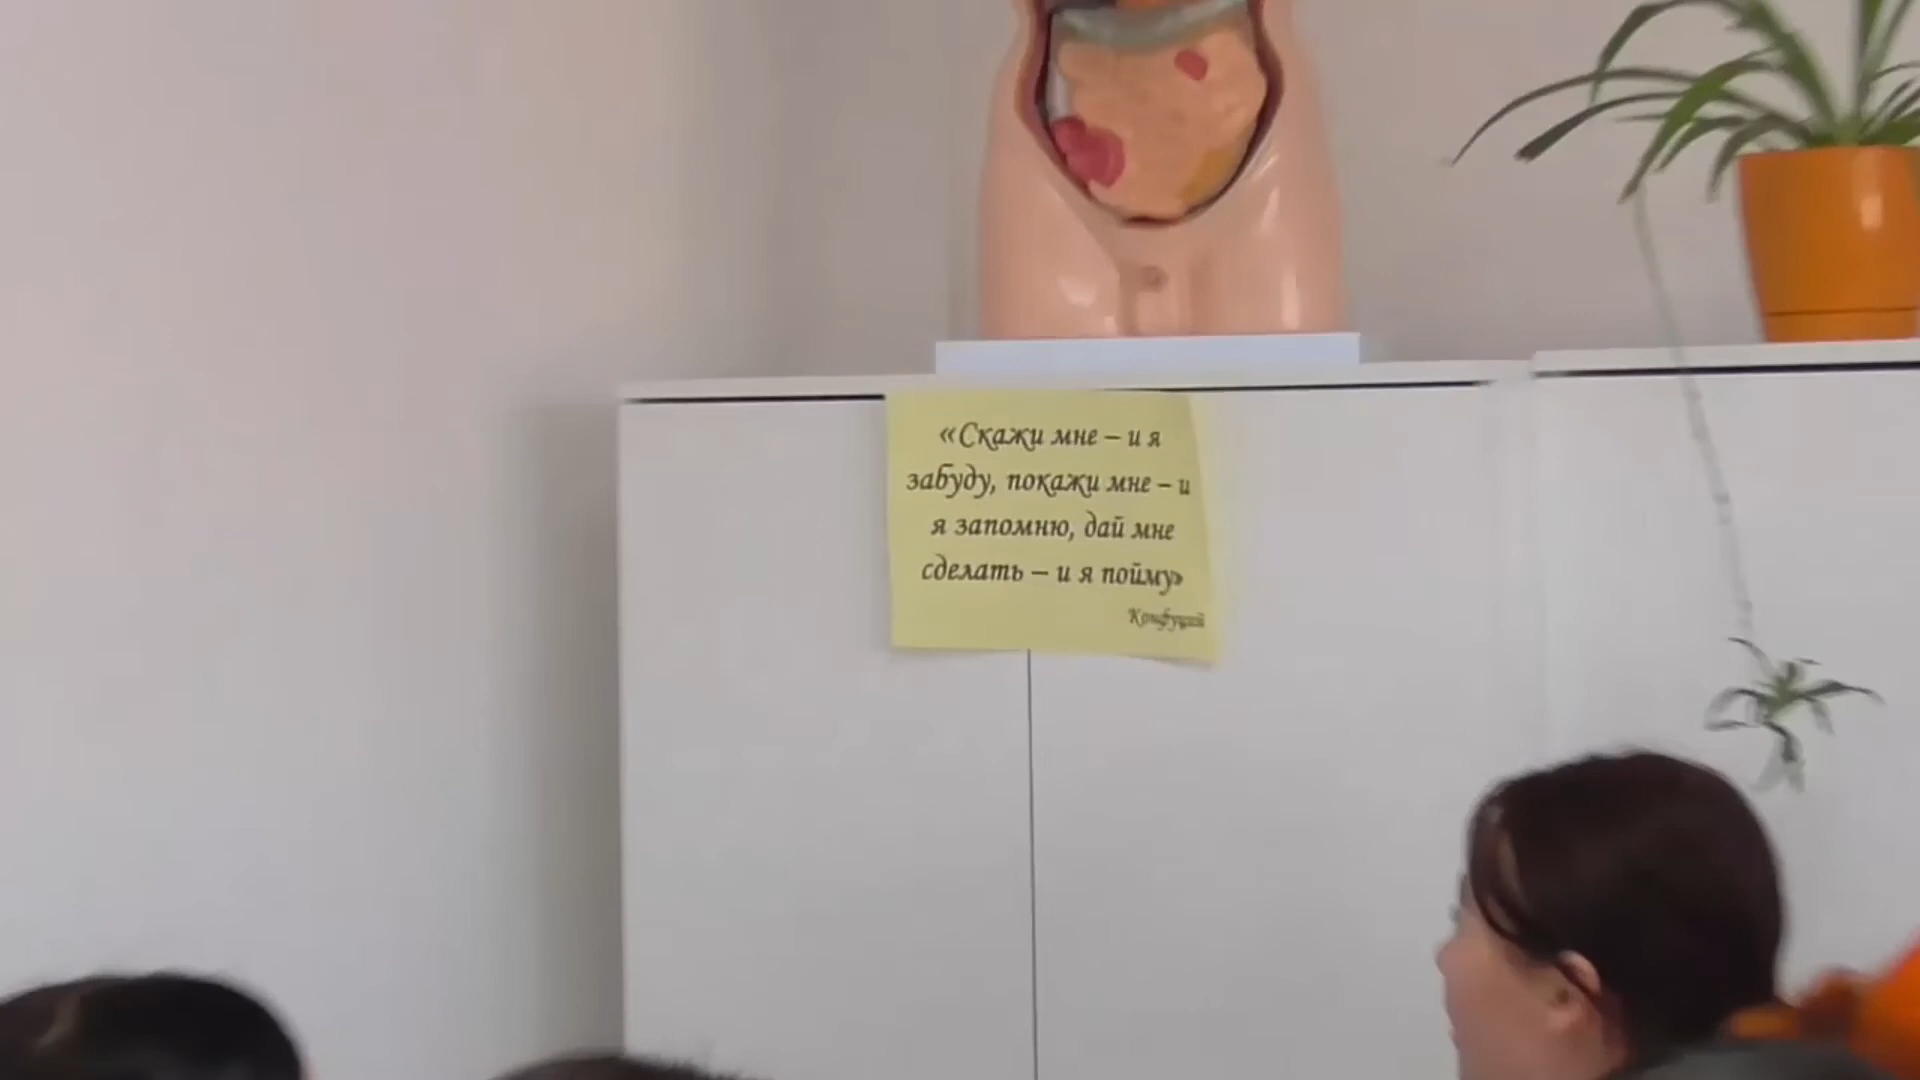 «Скажи мне – и я
забуду, покажи мне – и
я запомню, дай мне
сделать – и я пойму»
Конфуций